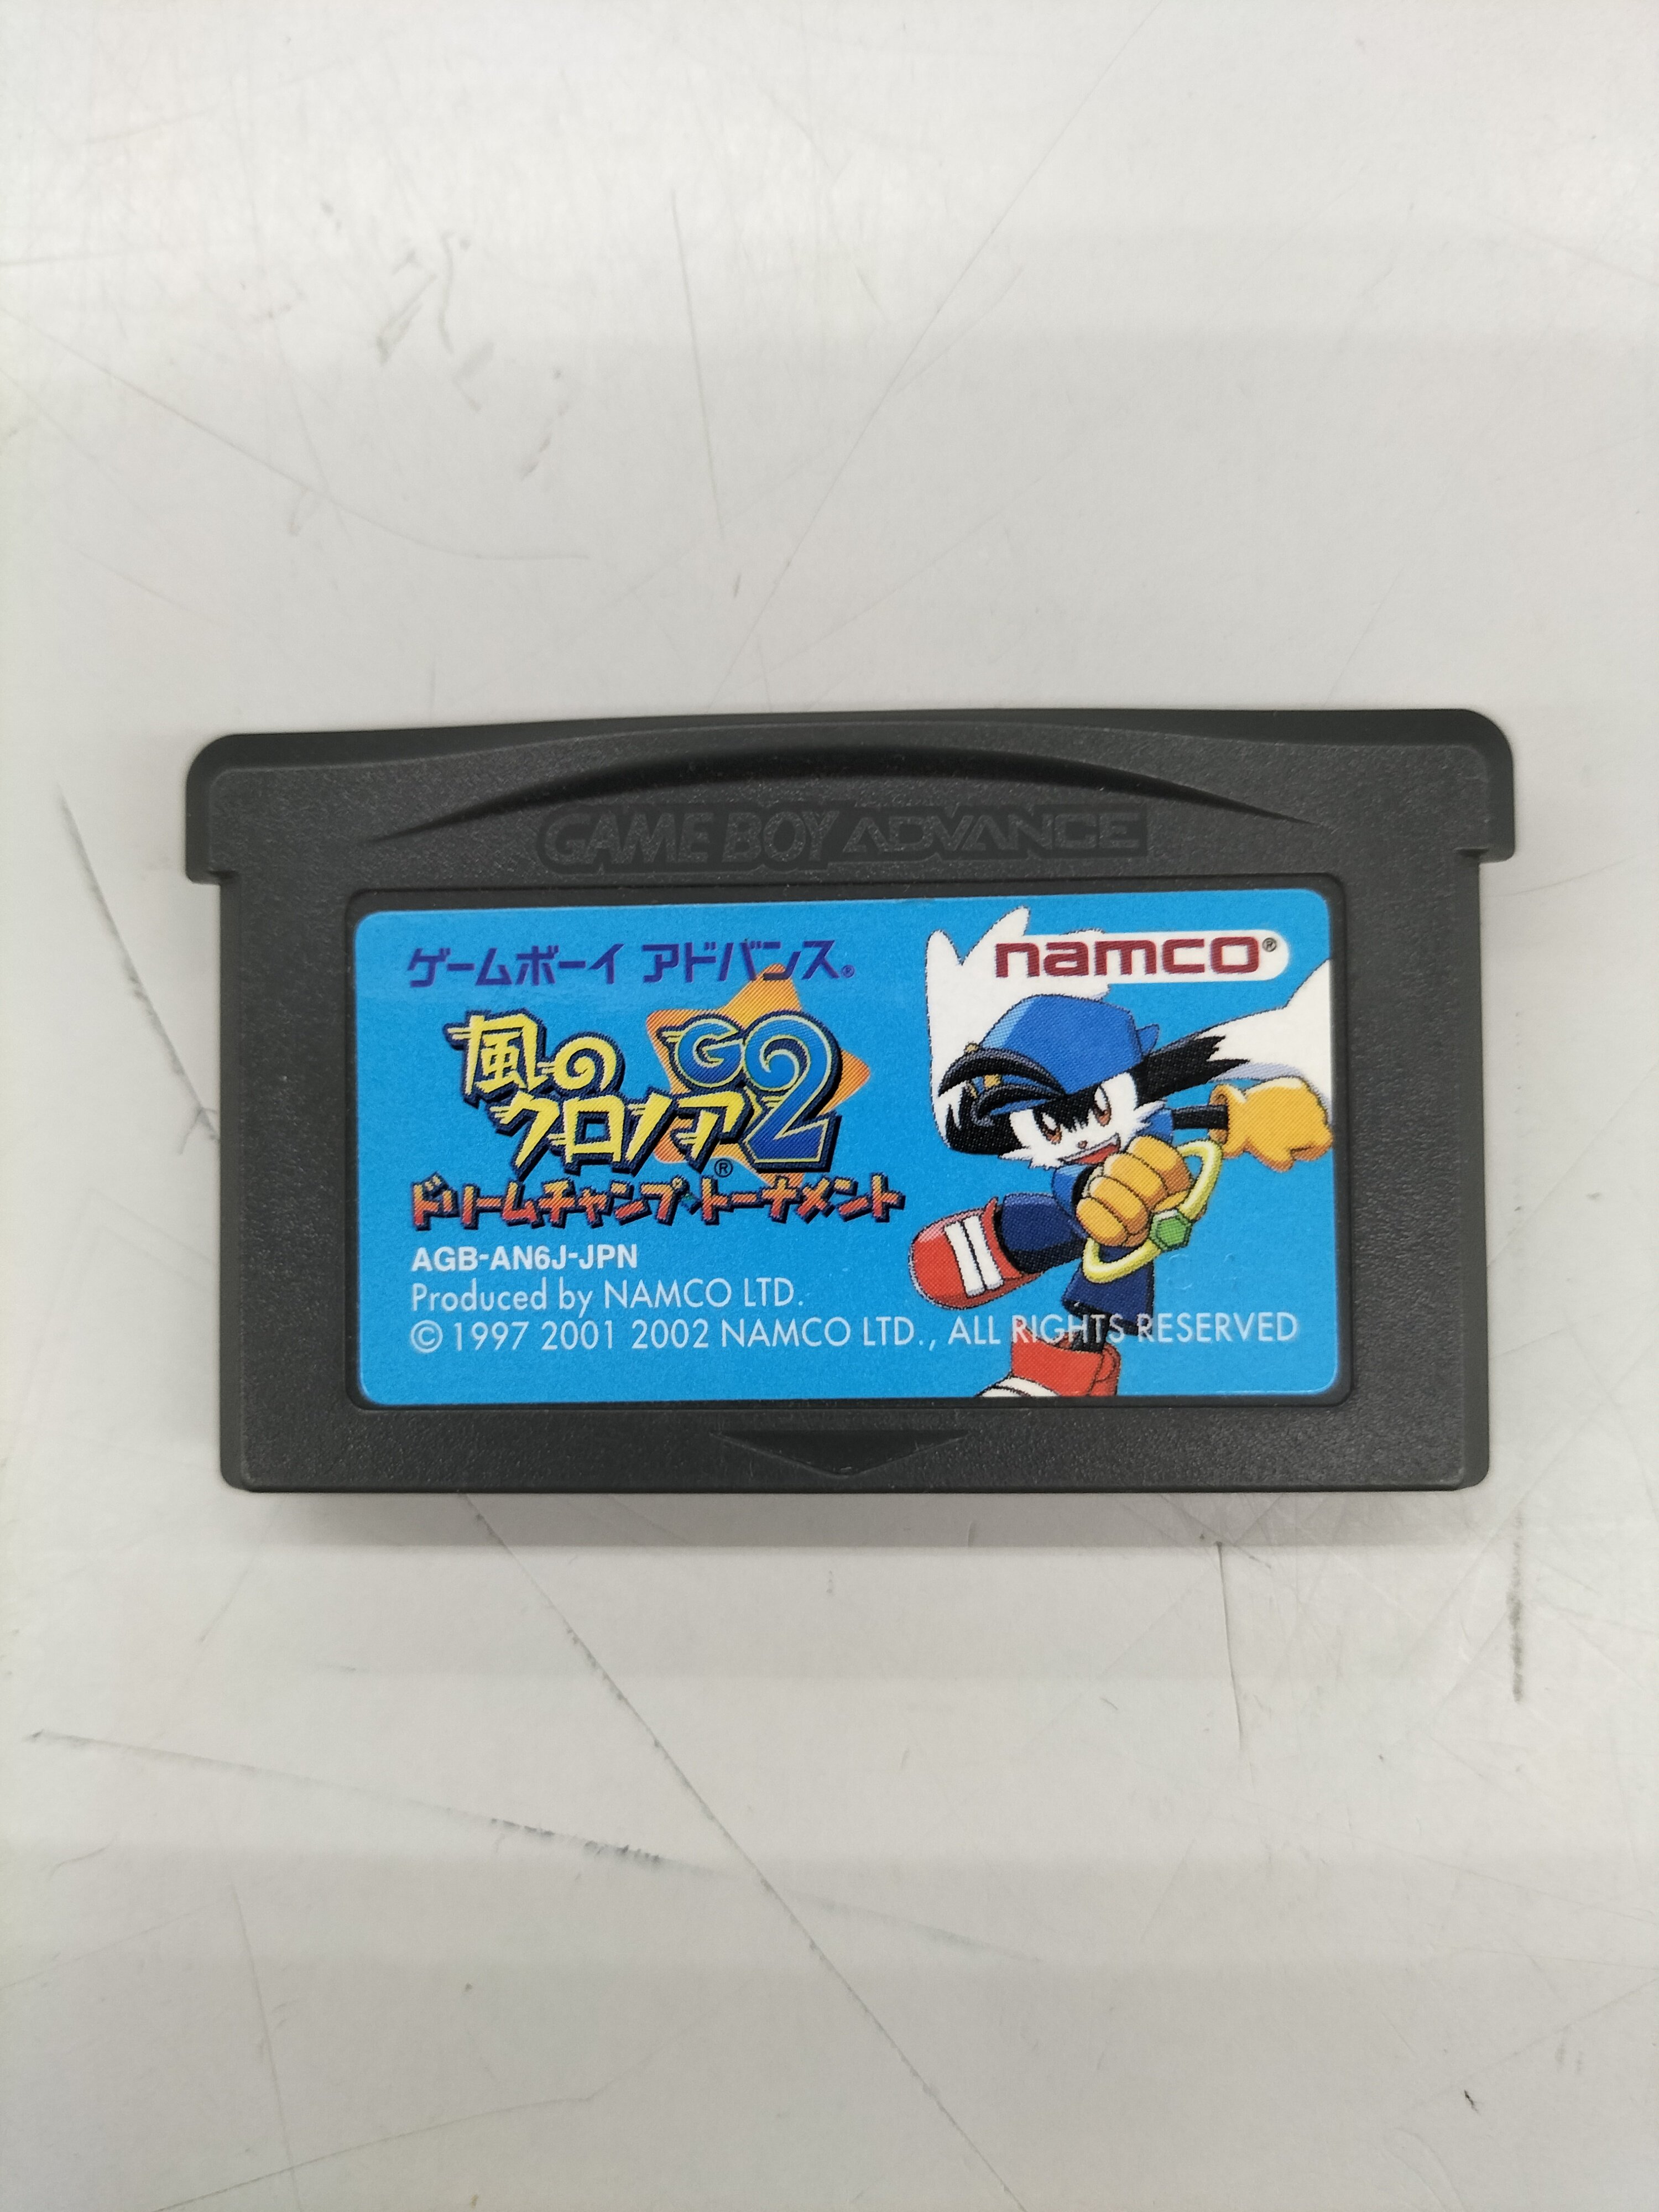 GAME BOY ADVANCE
ゲームボーイ アドバンス®
namco®
風の
クロノア®
G2
ドリームチャンプ・トーナメント
AGB-AN6J-JPN
Produced by NAMCO LTD.
© 1997 2001 2002 NAMCO LTD., ALL RIGHTS RESERVED